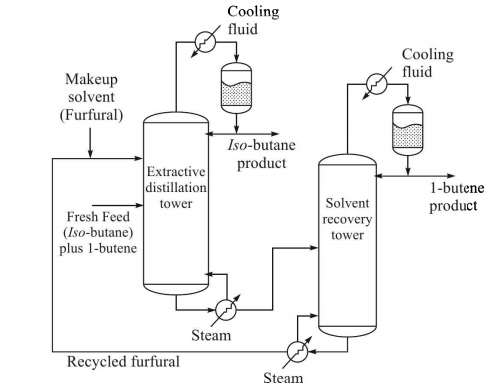 Cooling
fluid
Cooling
fluid
Makeup
solvent
(Furfural)
Iso-butane
product
Extractive
distillation
tower
1-butene
product
Solvent
recovery
tower
Fresh Feed
(Iso-butane)
plus 1-butene
Steam
Recycled furfural
Steam